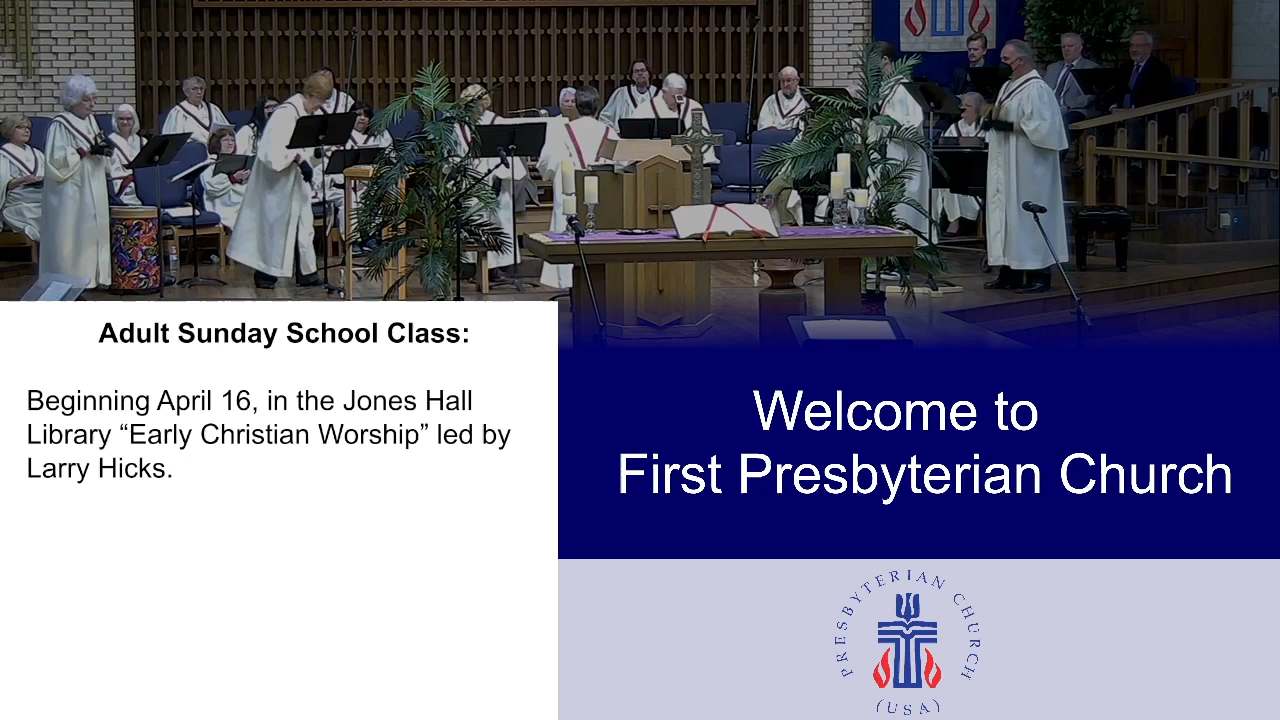 Adult Sunday School Class:
Beginning April 16, in the Jones Hall
Library “Early Christian Worship” led by
Larry Hicks.
Welcome to
First Presbyterian Church
PRESBYTERIAN CHURCH
(USA)